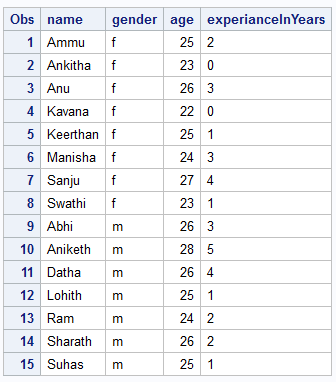 Obs name gender age experianceInYears
1 Ammu f 25 2
2 Ankitha f 23 0
3 Anu f 26 3
4 Kavana f 22 0
5 Keerthan f 25 1
6 Manisha f 24 3
7 Sanju f 27 4
8 Swathi f 23 1
9 Abhi m 26 3
10 Aniketh m 28 5
11 Datha m 26 4
12 Lohith m 25 1
13 Ram m 24 2
14 Sharath m 26 2
15 Suhas m 25 1